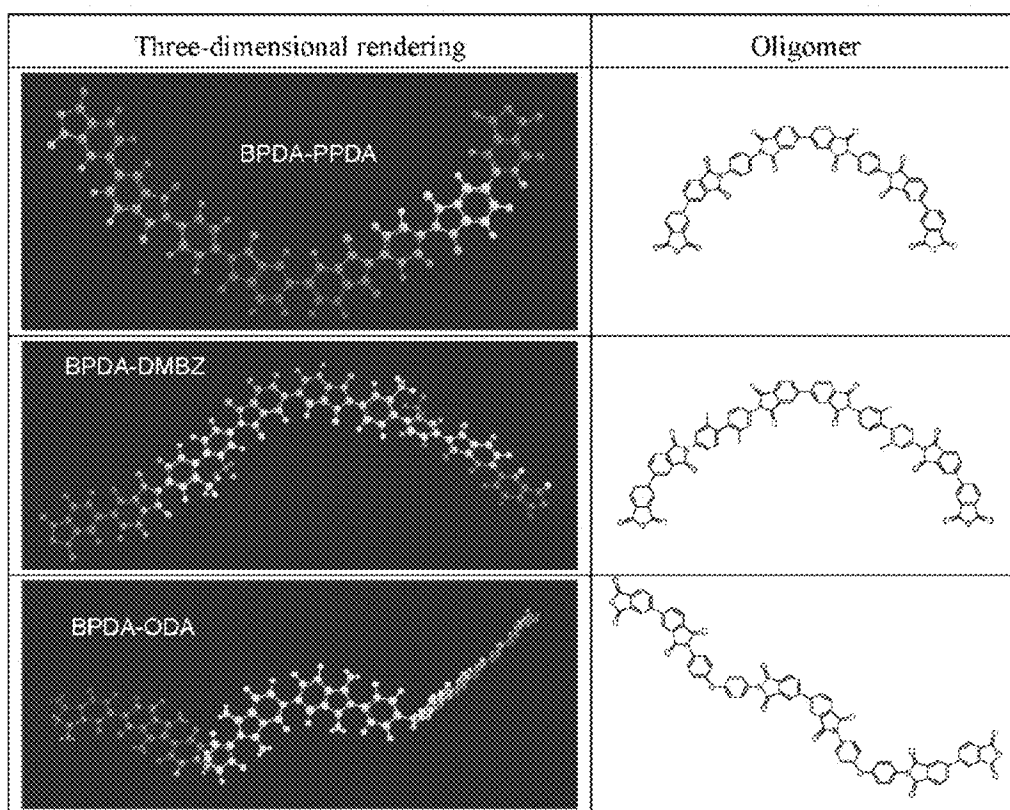 Three-dimensional rendering
Oligomer
BPDA-PPDA
BPDA-DMBZ
BPDA-ODA